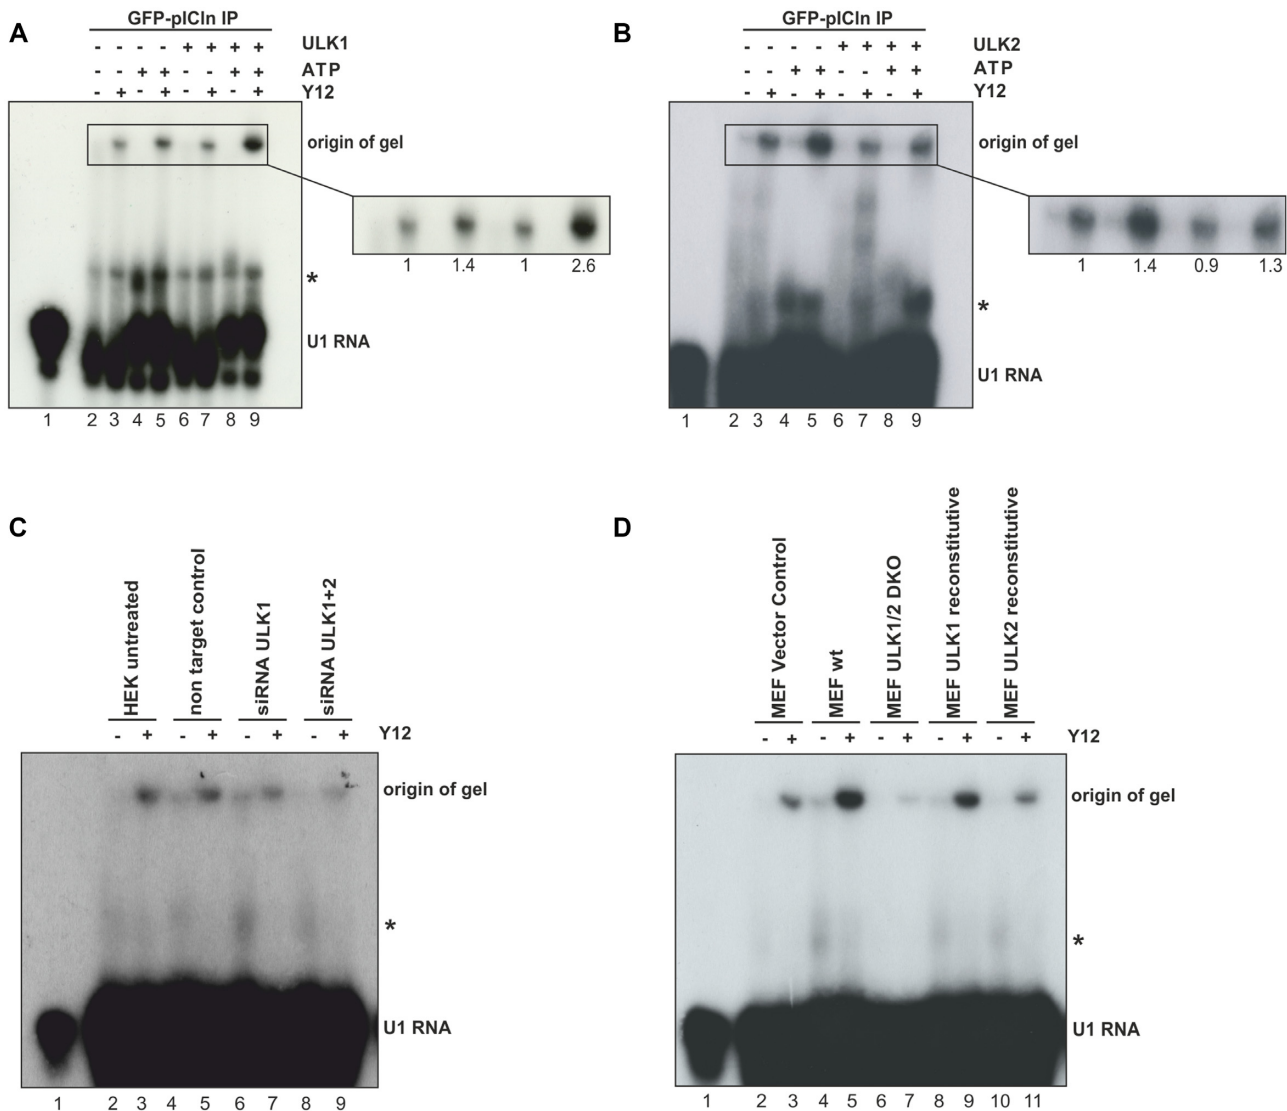 A
GFP-pICln IP
- - - - + + + + ULK1
- - + + - - + + ATP
- + - + - + - + Y12
origin of gel
1 1.4 1 2.6
*
U1 RNA
1 2 3 4 5 6 7 8 9
B
GFP-pICln IP
- - - - + + + + ULK2
- - + + - - + + ATP
- + - + - + - + Y12
origin of gel
1 1.4 0.9 1.3
*
U1 RNA
1 2 3 4 5 6 7 8 9
C
HEK untreated
non target control
siRNA ULK1
siRNA ULK1+2
- + - + - + - + Y12
origin of gel
*
U1 RNA
1 2 3 4 5 6 7 8 9
D
MEF Vector Control
MEF wt
MEF ULK1/2 DKO
MEF ULK1 reconstitutive
MEF ULK2 reconstitutive
- + - + - + - + - + Y12
origin of gel
*
U1 RNA
1 2 3 4 5 6 7 8 9 10 11